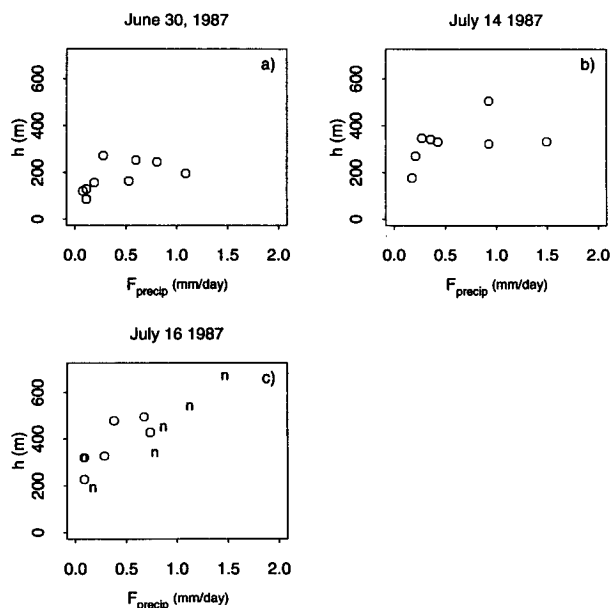 June 30, 1987
a)
h (m)
600
400
200
0
0.0 0.5 1.0 1.5 2.0
Fprecip (mm/day)
July 14 1987
b)
h (m)
600
400
200
0
0.0 0.5 1.0 1.5 2.0
Fprecip (mm/day)
July 16 1987
c)
h (m)
600
400
200
0
n
n
n
n
n
0.0 0.5 1.0 1.5 2.0
Fprecip (mm/day)